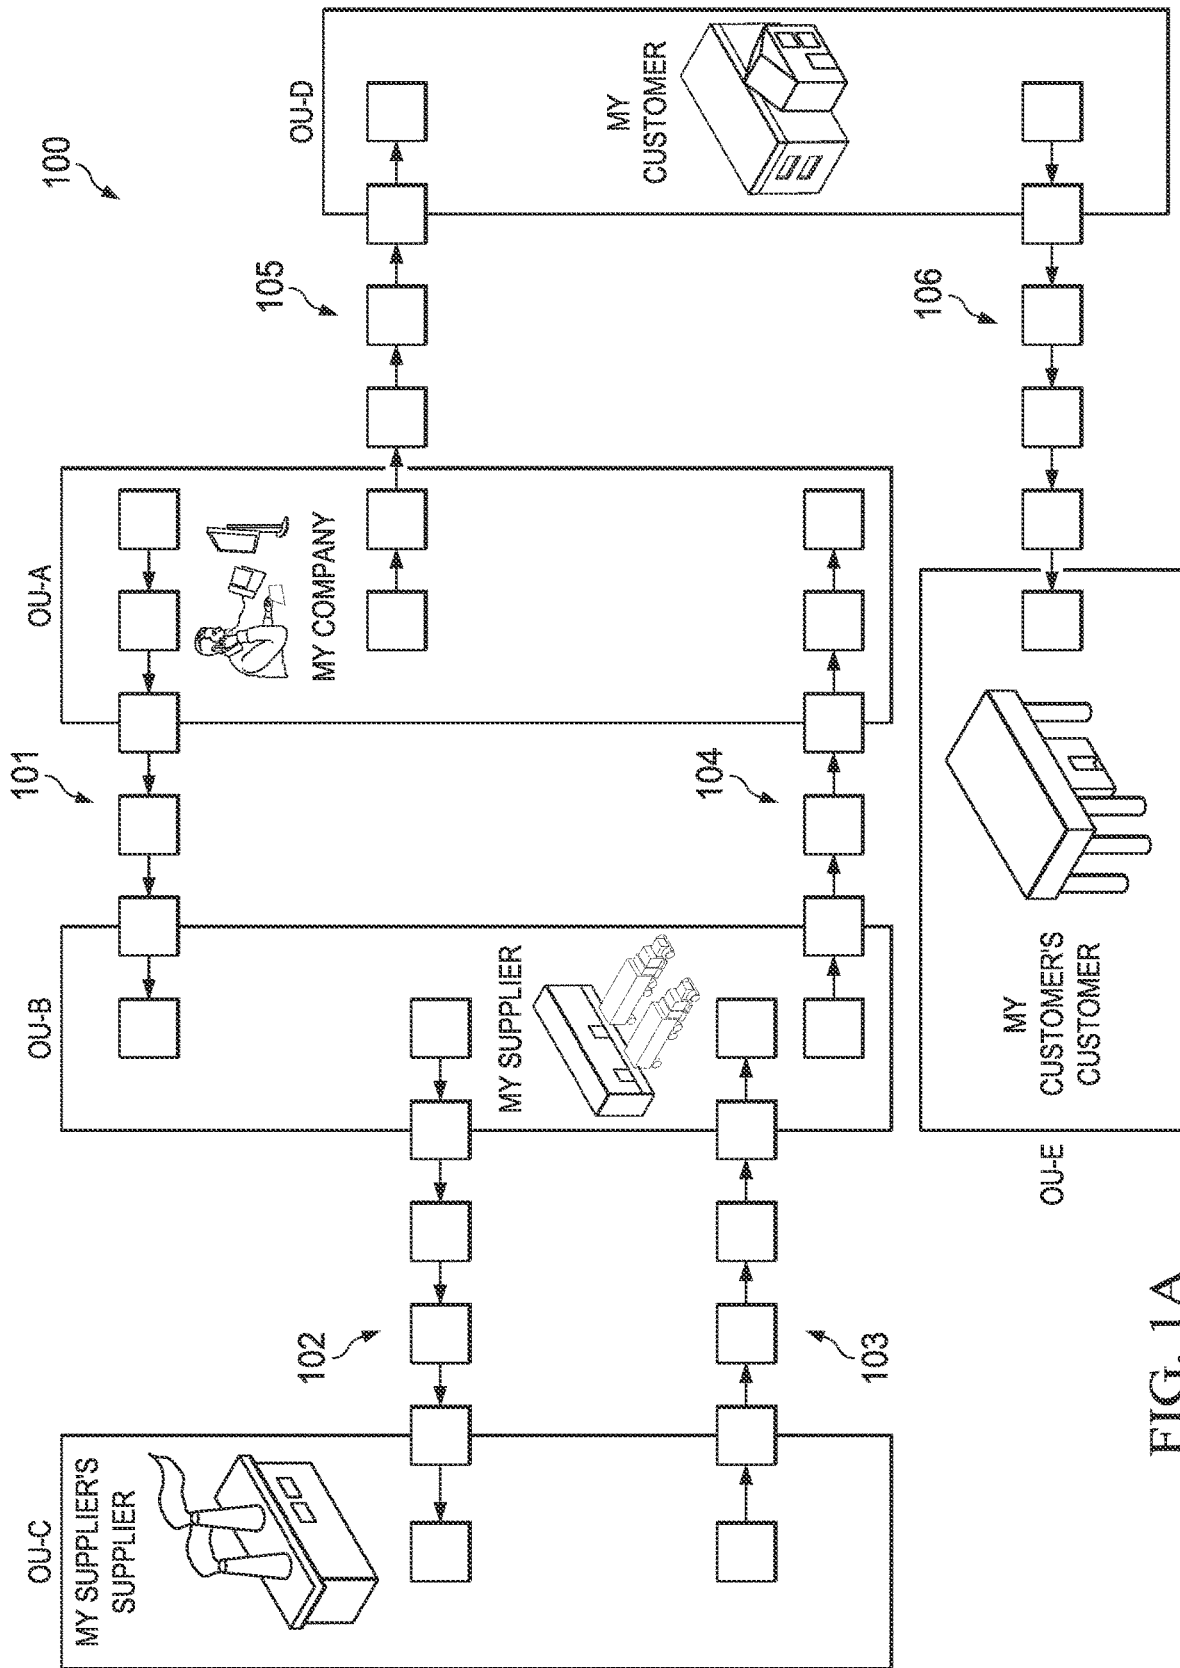 100
OU-C
MY SUPPLIER'S
SUPPLIER
OU-B
MY SUPPLIER
OU-A
MY COMPANY
OU-D
MY
CUSTOMER
OU-E
MY
CUSTOMER'S
CUSTOMER
101
102
103
104
105
106
FIG. 1A